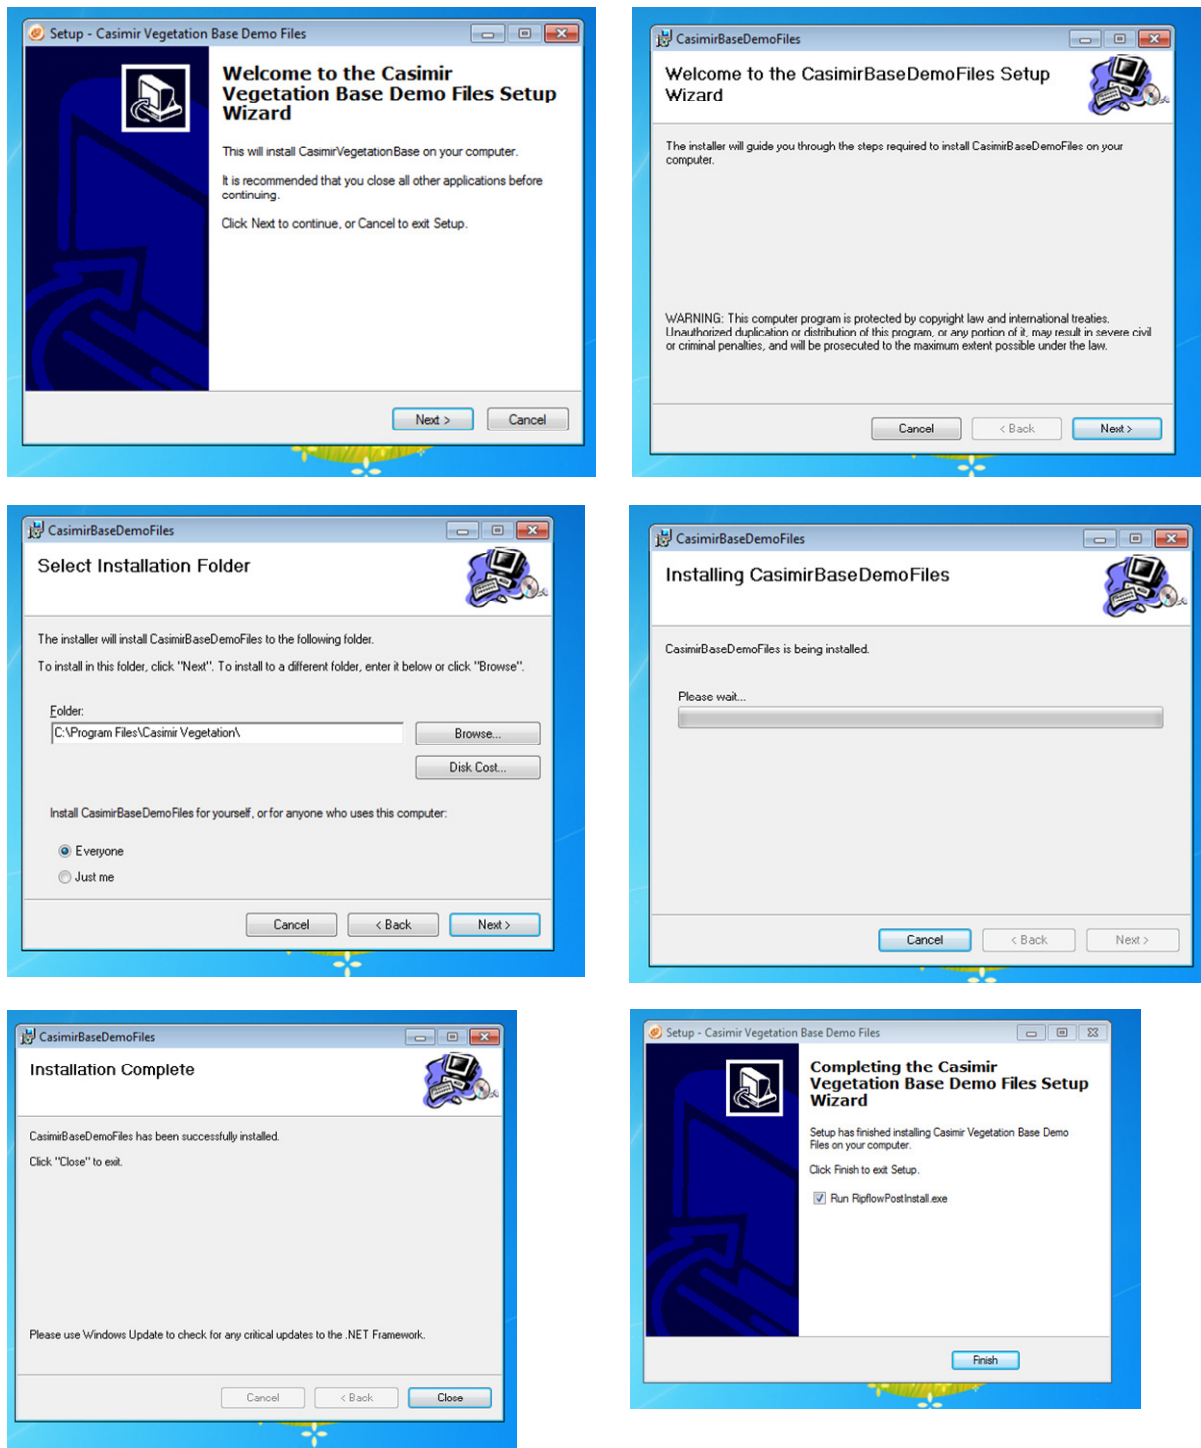 Setup - Casimir Vegetation Base Demo Files
Welcome to the Casimir
Vegetation Base Demo Files Setup
Wizard
This will install CasimirVegetationBase on your computer.
It is recommended that you close all other applications before
continuing.
Click Next to continue, or Cancel to exit Setup.
Next >
Cancel
CasimirBaseDemoFiles
Welcome to the CasimirBaseDemoFiles Setup
Wizard
The installer will guide you through the steps required to install CasimirBaseDemoFiles on your
computer.
WARNING: This computer program is protected by copyright law and international treaties.
Unauthorized duplication or distribution of this program, or any portion of it, may result in severe civil
or criminal penalties, and will be prosecuted to the maximum extent possible under the law.
Cancel
< Back
Next >
CasimirBaseDemoFiles
Select Installation Folder
The installer will install CasimirBaseDemoFiles to the following folder.
To install in this folder, click "Next". To install to a different folder, enter it below or click "Browse".
Folder:
C:\Program Files\Casimir Vegetation\
Browse...
Disk Cost...
Install CasimirBaseDemoFiles for yourself, or for anyone who uses this computer:
Everyone
Just me
Cancel
< Back
Next >
CasimirBaseDemoFiles
Installing CasimirBaseDemoFiles
CasimirBaseDemoFiles is being installed.
Please wait...
Cancel
< Back
Next >
CasimirBaseDemoFiles
Installation Complete
CasimirBaseDemoFiles has been successfully installed.
Click "Close" to exit.
Please use Windows Update to check for any critical updates to the .NET Framework.
Cancel
< Back
Close
Setup - Casimir Vegetation Base Demo Files
Completing the Casimir
Vegetation Base Demo Files Setup
Wizard
Setup has finished installing Casimir Vegetation Base Demo
Files on your computer.
Click Finish to exit Setup.
Run RipflowPostInstall.exe
Finish